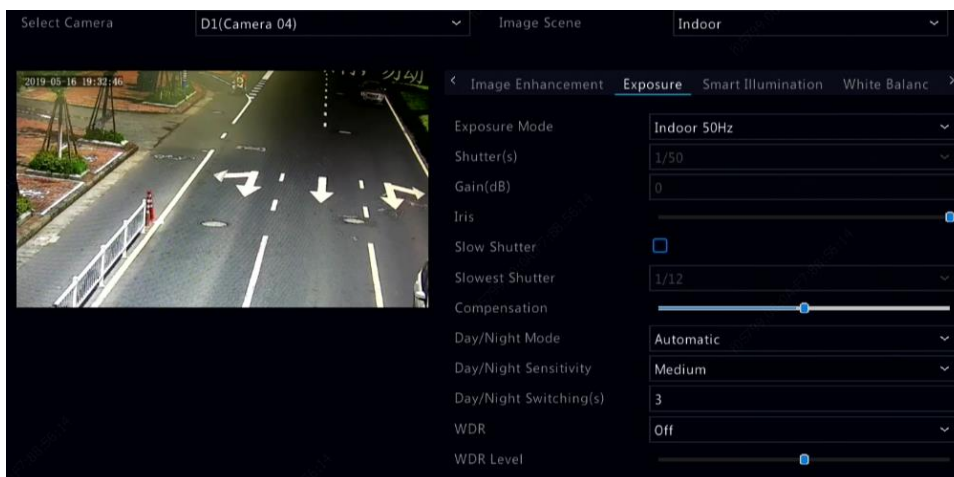 Select Camera D1(Camera 04) Image Scene Indoor
2019-05-16 19:32:46
Image Enhancement Exposure Smart Illumination White Balanc
Exposure Mode Indoor 50Hz
Shutter(s) 1/50
Gain(dB) 0
Iris
Slow Shutter
Slowest Shutter 1/12
Compensation
Day/Night Mode Automatic
Day/Night Sensitivity Medium
Day/Night Switching(s) 3
WDR Off
WDR Level